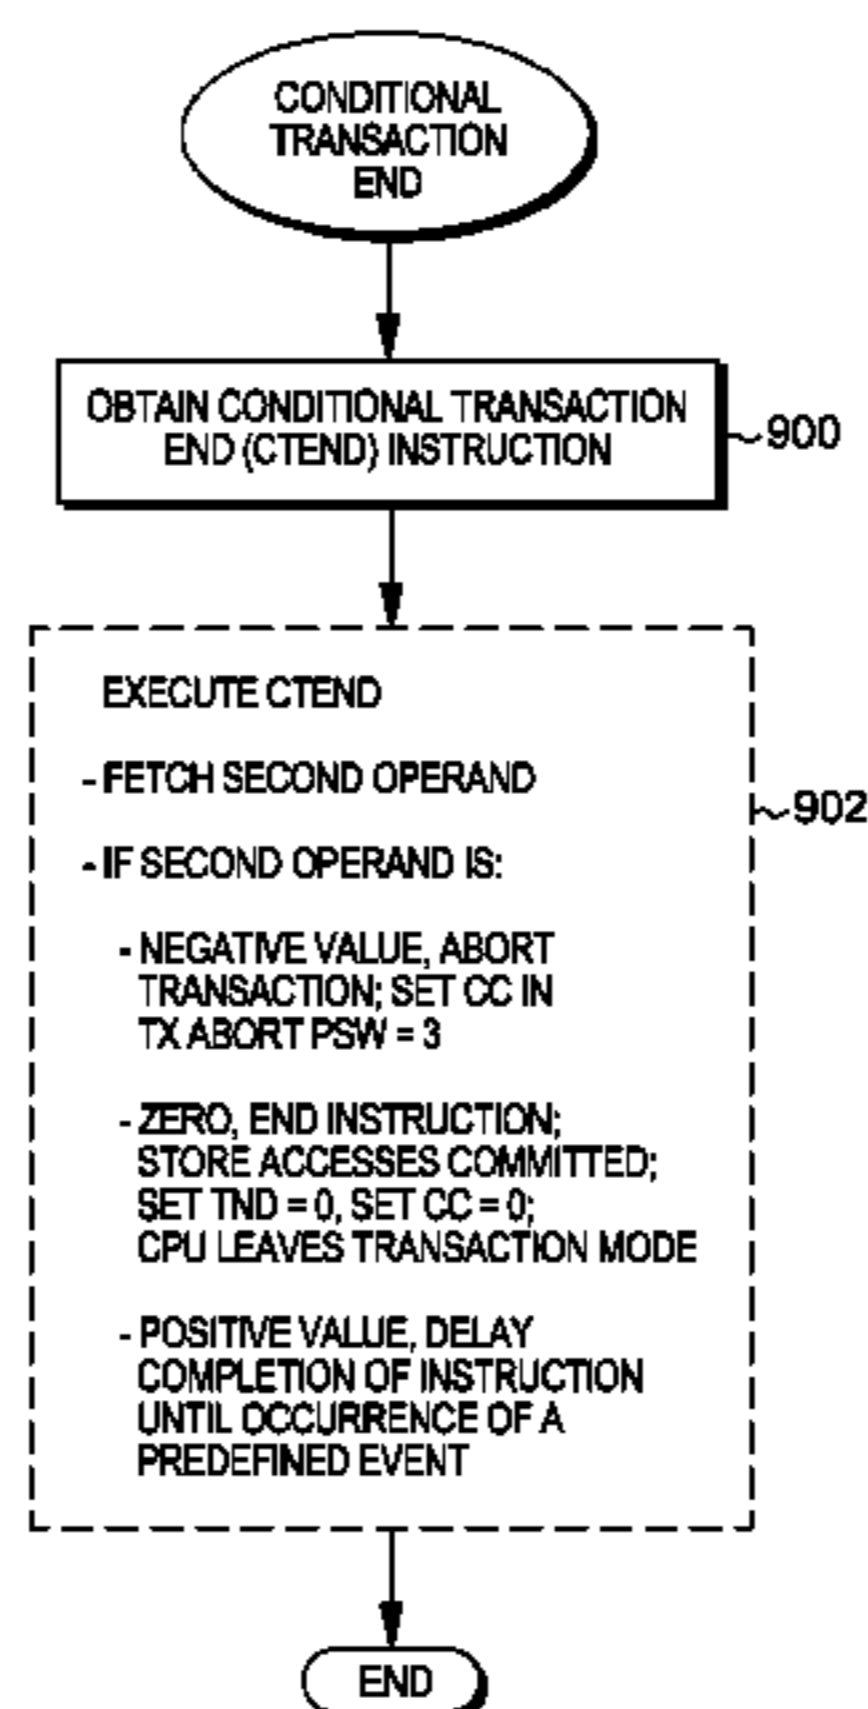 CONDITIONAL
TRANSACTION
END
OBTAIN CONDITIONAL TRANSACTION
END (CTEND) INSTRUCTION
900
EXECUTE CTEND
- FETCH SECOND OPERAND
902
- IF SECOND OPERAND IS:
- NEGATIVE VALUE, ABORT
TRANSACTION; SET CC IN
TX ABORT PSW = 3
- ZERO, END INSTRUCTION;
STORE ACCESSES COMMITTED;
SET TND = 0, SET CC = 0;
CPU LEAVES TRANSACTION MODE
- POSITIVE VALUE, DELAY
COMPLETION OF INSTRUCTION
UNTIL OCCURRENCE OF A
PREDEFINED EVENT
END